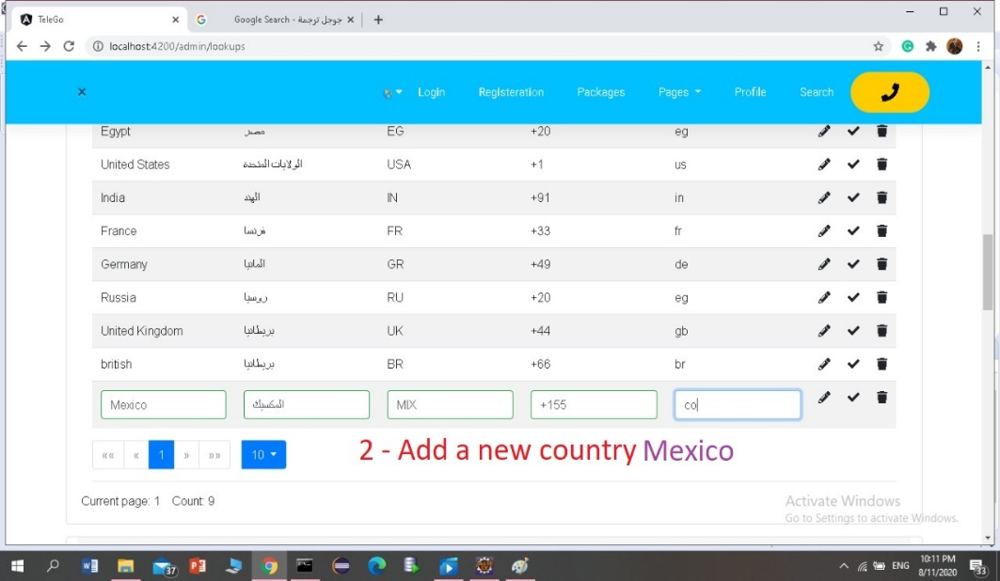 TeleGo
Google Search - جوجل ترجمة
localhost:4200/admin/lookups
Login Registeration Packages Pages Profile Search
Egypt مصر EG +20 eg
United States الولايات المتحدة USA +1 us
India الهند IN +91 in
France فرنسا FR +33 fr
Germany المانيا GR +49 de
Russia روسيا RU +20 eg
United Kingdom بريطانيا UK +44 gb
british بريطانيا BR +66 br
Mexico المكسيك MIX +155 co
«« « 1 » »» 10
2 - Add a new country Mexico
Current page: 1 Count: 9
Activate Windows
Go to Settings to activate Windows.
37
ENG
10:11 PM
8/11/2020
33